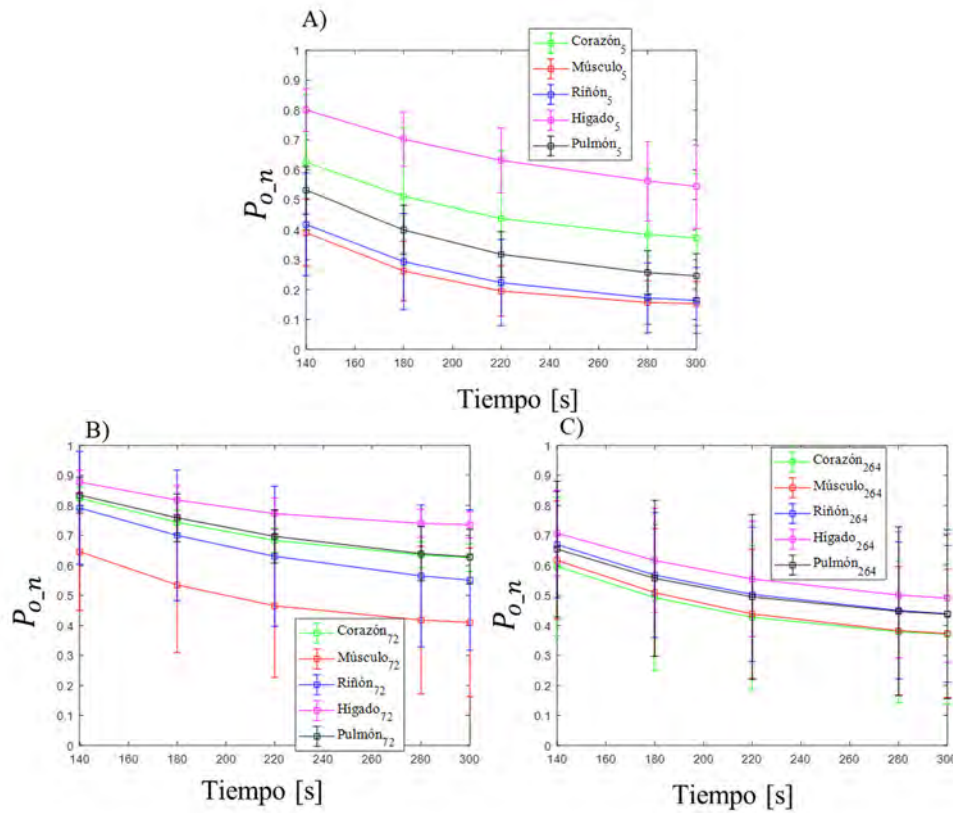 A)
Corazón5
Músculo5
Riñón5
Hígado5
Pulmón5
1
0.9
0.8
0.7
0.6
0.5
0.4
0.3
0.2
0.1
0
Po_n
140 160 180 200 220 240 260 280 300
Tiempo [s]
B)
1
0.9
0.8
0.7
0.6
0.5
0.4
0.3
0.2
0.1
0
Po_n
Corazón72
Músculo72
Riñón72
Hígado72
Pulmón72
140 160 180 200 220 240 260 280 300
Tiempo [s]
C)
1
0.9
0.8
0.7
0.6
0.5
0.4
0.3
0.2
0.1
0
Po_n
Corazón264
Músculo264
Riñón264
Hígado264
Pulmón264
140 160 180 200 220 240 260 280 300
Tiempo [s]